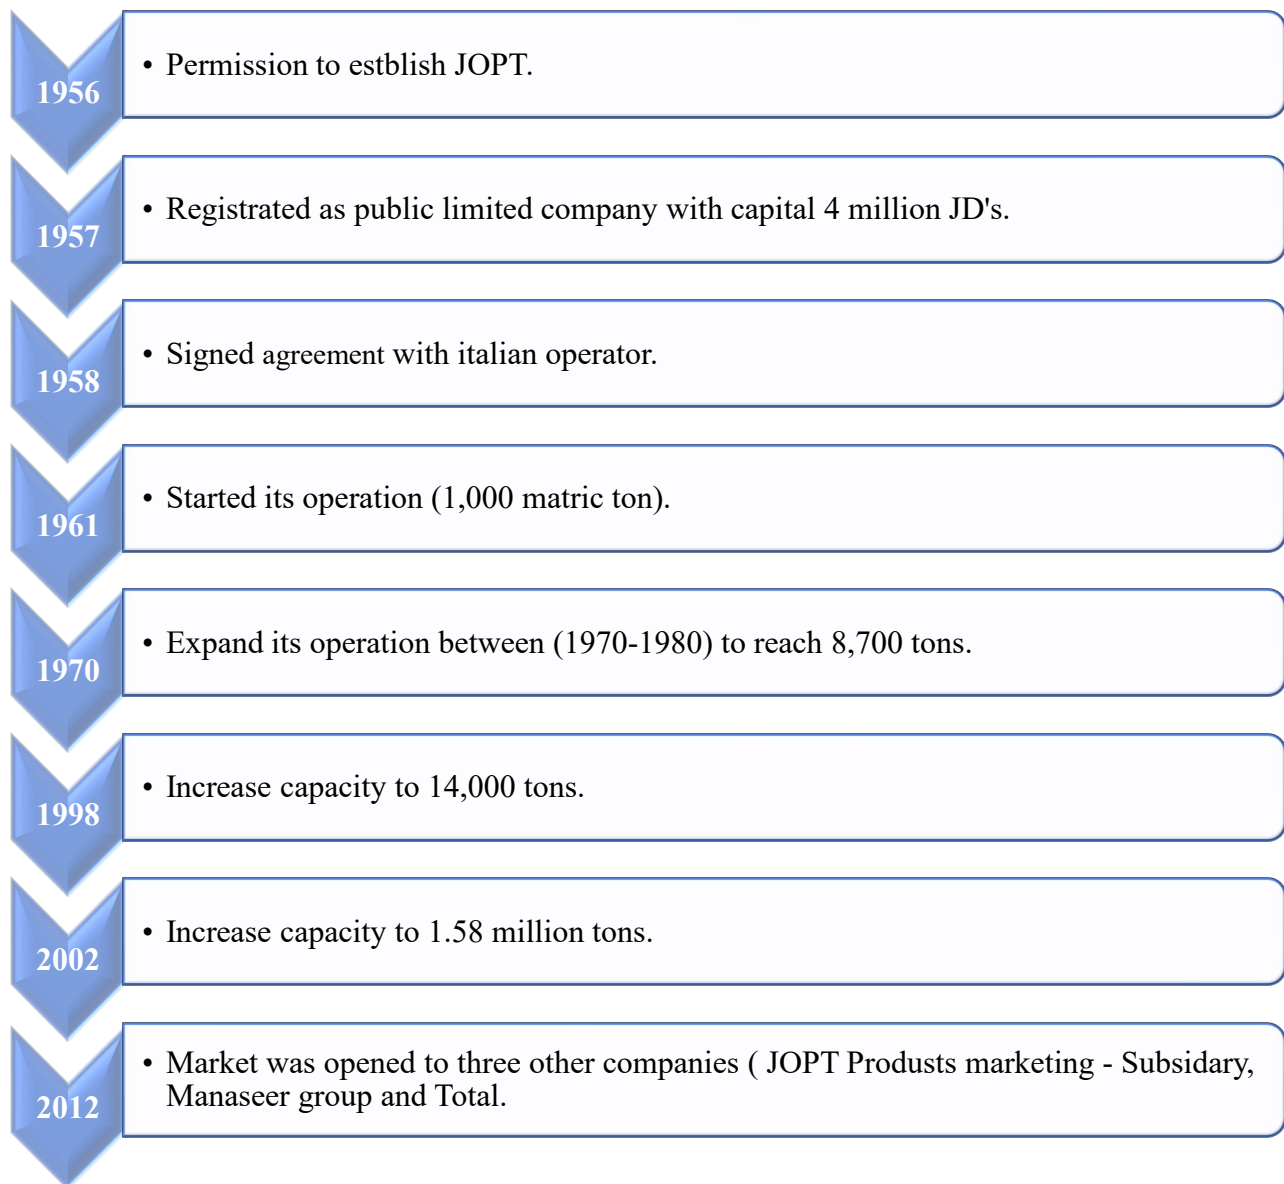 1956
• Permission to estblish JOPT.
1957
• Registrated as public limited company with capital 4 million JD's.
1958
• Signed agreement with italian operator.
1961
• Started its operation (1,000 matric ton).
1970
• Expand its operation between (1970-1980) to reach 8,700 tons.
1998
• Increase capacity to 14,000 tons.
2002
• Increase capacity to 1.58 million tons.
2012
• Market was opened to three other companies ( JOPT Produsts marketing - Subsidary,
Manaseer group and Total.